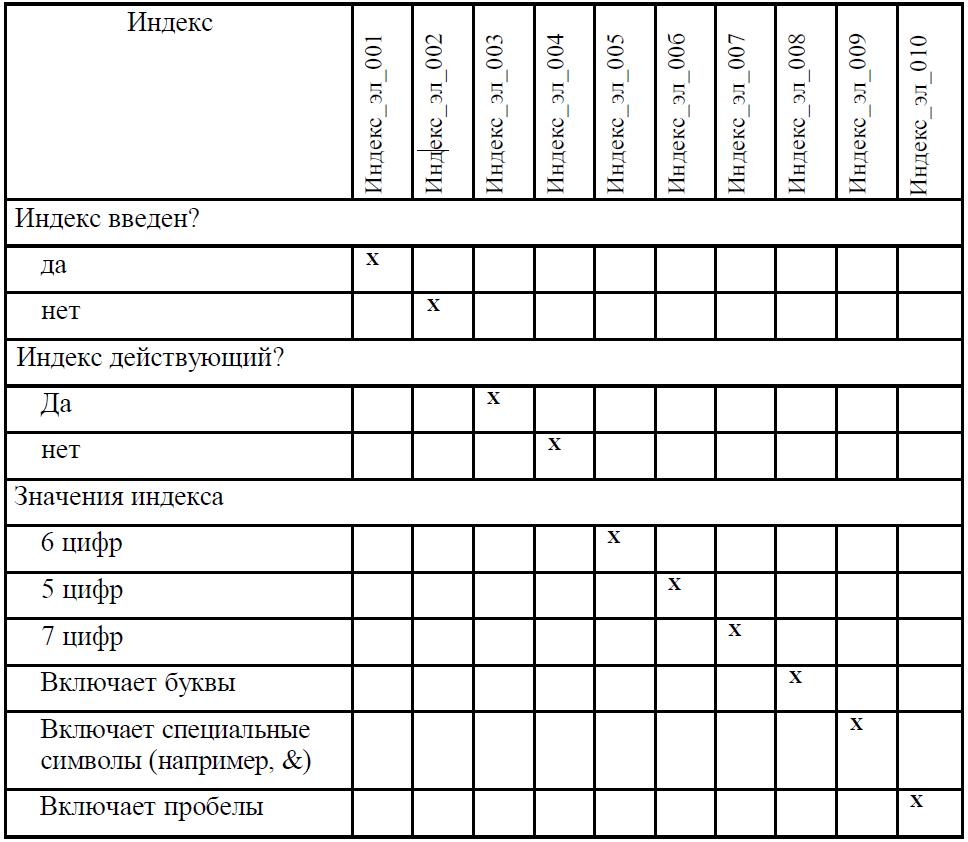 Индекс
Индекс_эл_001
Индекс_эл_002
Индекс_эл_003
Индекс_эл_004
Индекс_эл_005
Индекс_эл_006
Индекс_эл_007
Индекс_эл_008
Индекс_эл_009
Индекс_эл_010
Индекс введен?
да x
нет x
Индекс действующий?
Да x
нет x
Значения индекса
6 цифр x
5 цифр x
7 цифр x
Включает буквы x
Включает специальные x
символы (например, &)
Включает пробелы x